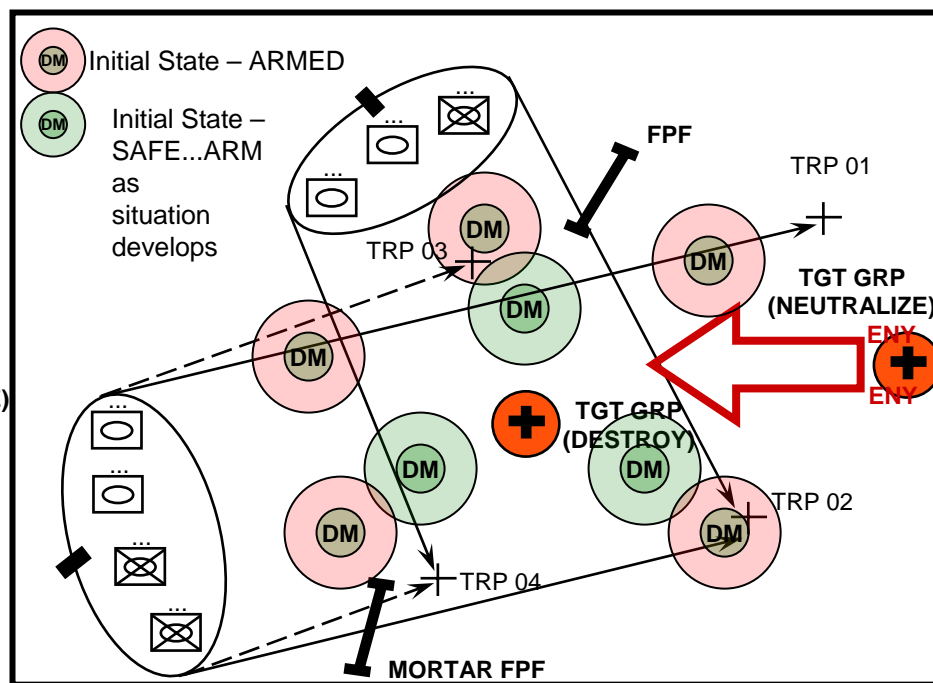 DM Initial State – ARMED
DM Initial State –
SAFE...ARM
as
situation
develops
...
...
...
FPF
TRP 01
DM
TRP 03
DM
TGT GRP
(NEUTRALIZE)
DM
ENY
DM
)
ENY
...
TGT GRP
(DESTROY)
DM
DM
...
TRP 02
DM
DM
...
TRP 04
...
MORTAR FPF